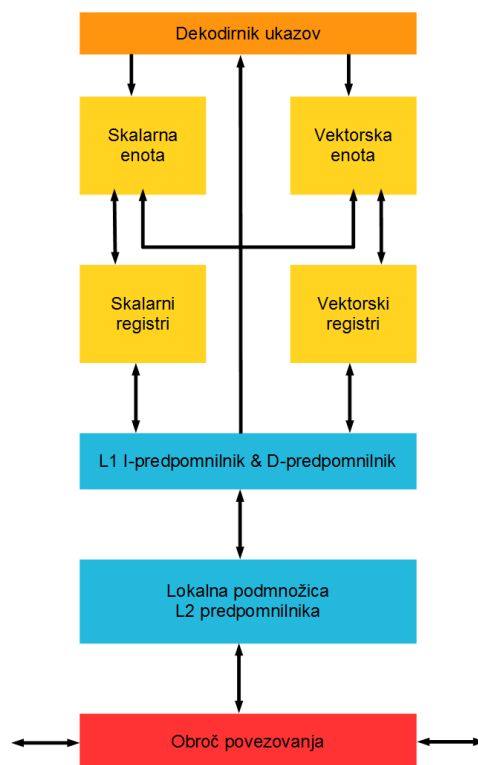 Dekodirnik ukazov
Skalarna
enota
Vektorska
enota
Skalarni
registri
Vektorski
registri
L1 I-predpomnilnik & D-predpomnilnik
Lokalna podmnožica
L2 predpomnilnika
Obroč povezovanja